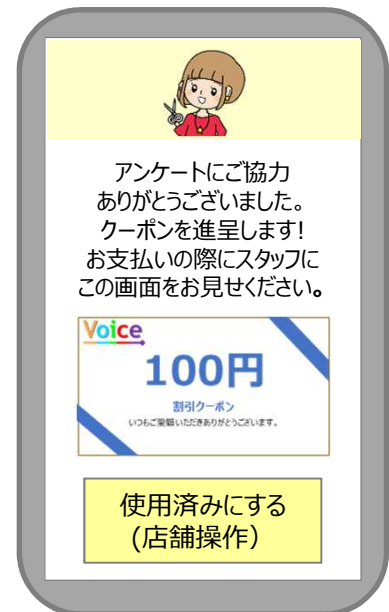 アンケートにご協力
ありがとうございました。
クーポンを進呈します!
お支払いの際にスタッフに
この画面をお見せください。
Voice
100円
割引クーポン
いつもご愛顧いただきありがとうございます。
使用済みにする
(店舗操作）